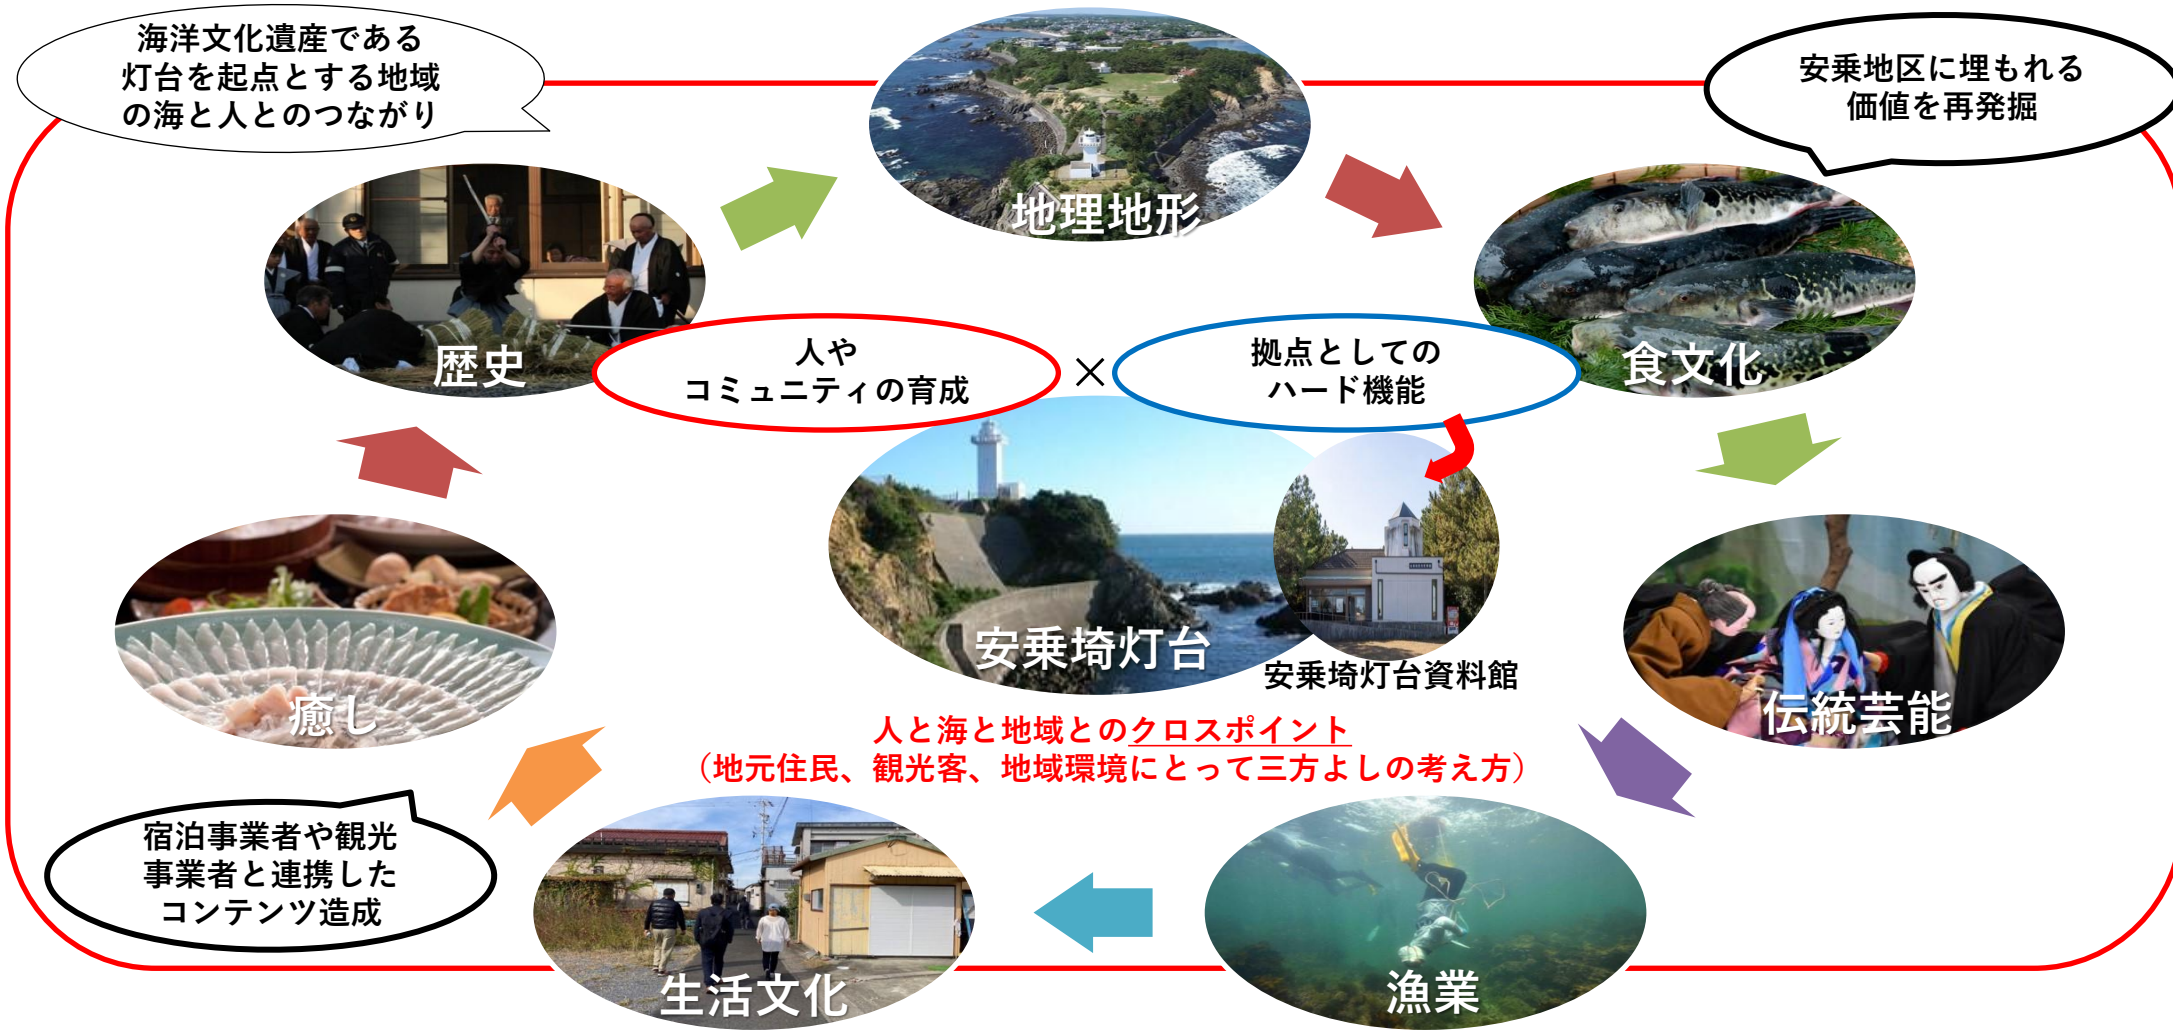 海洋文化遺産である
灯台を起点とする地域
の海と人とのつながり
安乗地区に埋もれる
価値を再発掘
地理地形
歴史
食文化
人や
コミュニティの育成
×
拠点としての
ハード機能
安乗埼灯台
安乗埼灯台資料館
癒し
伝統芸能
人と海と地域とのクロスポイント
（地元住民、観光客、地域環境にとって三方よしの考え方）
宿泊事業者や観光
事業者と連携した
コンテンツ造成
生活文化
漁業